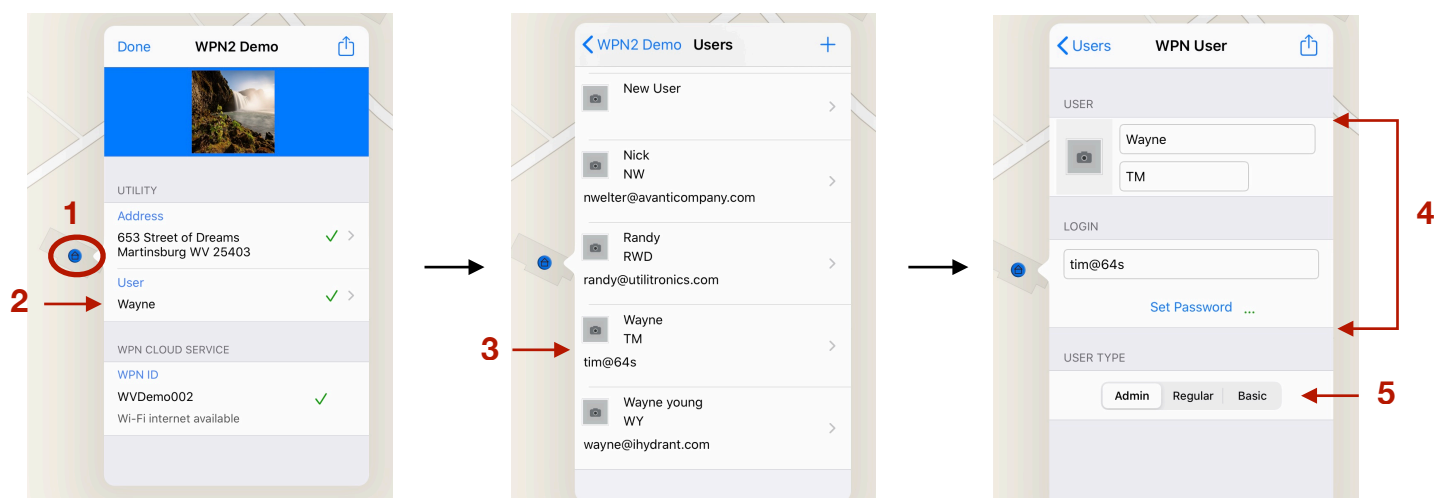 Done WPN2 Demo
UTILITY
1
Address
653 Street of Dreams
Martinsburg WV 25403
User
2
Wayne
WPN CLOUD SERVICE
WPN ID
WVDemo002
Wi-Fi internet available
WPN2 Demo Users +
New User
Nick
NW
nwelter@avanticompany.com
Randy
RWD
randy@utilitronics.com
Wayne
TM
3
tim@64s
Wayne young
WY
wayne@ihydrant.com
Users WPN User
USER
Wayne
TM
4
LOGIN
tim@64s
Set Password ...
USER TYPE
Admin Regular Basic
5